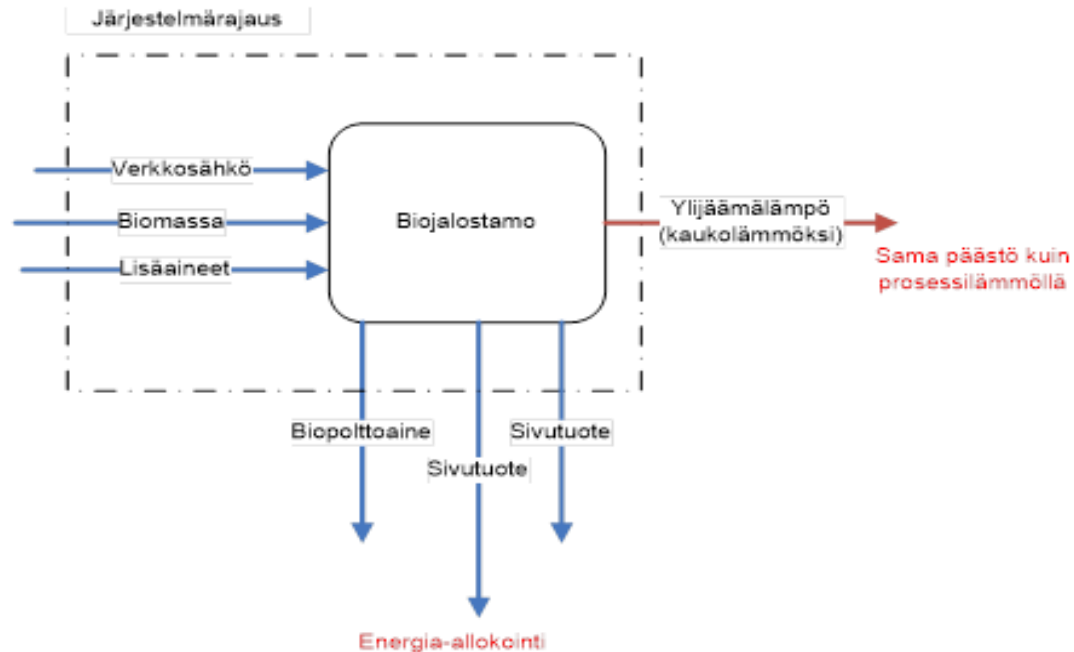 Järjestelmärajaus
Verkkosähkö
Biomassa
Lisäaineet
Biojalostamo
Ylijäämälämpö
(kaukolämmöksi)
Sama päästö kuin
prosessilämmöllä
Biopolttoaine
Sivutuote
Sivutuote
Energia-allokointi